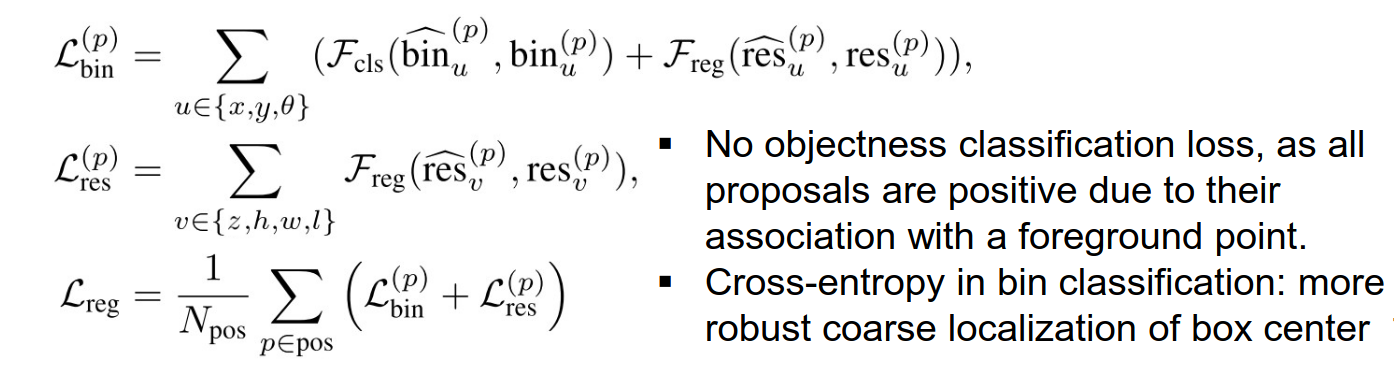 $\mathcal{L}_{\text{bin}}^{(p)} = \sum_{u \in \{x,y,\theta\}} (\mathcal{F}_{\text{cls}}(\widehat{\text{bin}}_u^{(p)}, \text{bin}_u^{(p)}) + \mathcal{F}_{\text{reg}}(\widehat{\text{res}}_u^{(p)}, \text{res}_u^{(p)})),$
$\mathcal{L}_{\text{res}}^{(p)} = \sum_{v \in \{z,h,w,l\}} \mathcal{F}_{\text{reg}}(\widehat{\text{res}}_v^{(p)}, \text{res}_v^{(p)}),$
$\mathcal{L}_{\text{reg}} = \frac{1}{N_{\text{pos}}} \sum_{p \in \text{pos}} \left( \mathcal{L}_{\text{bin}}^{(p)} + \mathcal{L}_{\text{res}}^{(p)} \right)$
▪ No objectness classification loss, as all
proposals are positive due to their
association with a foreground point.
▪ Cross-entropy in bin classification: more
robust coarse localization of box center